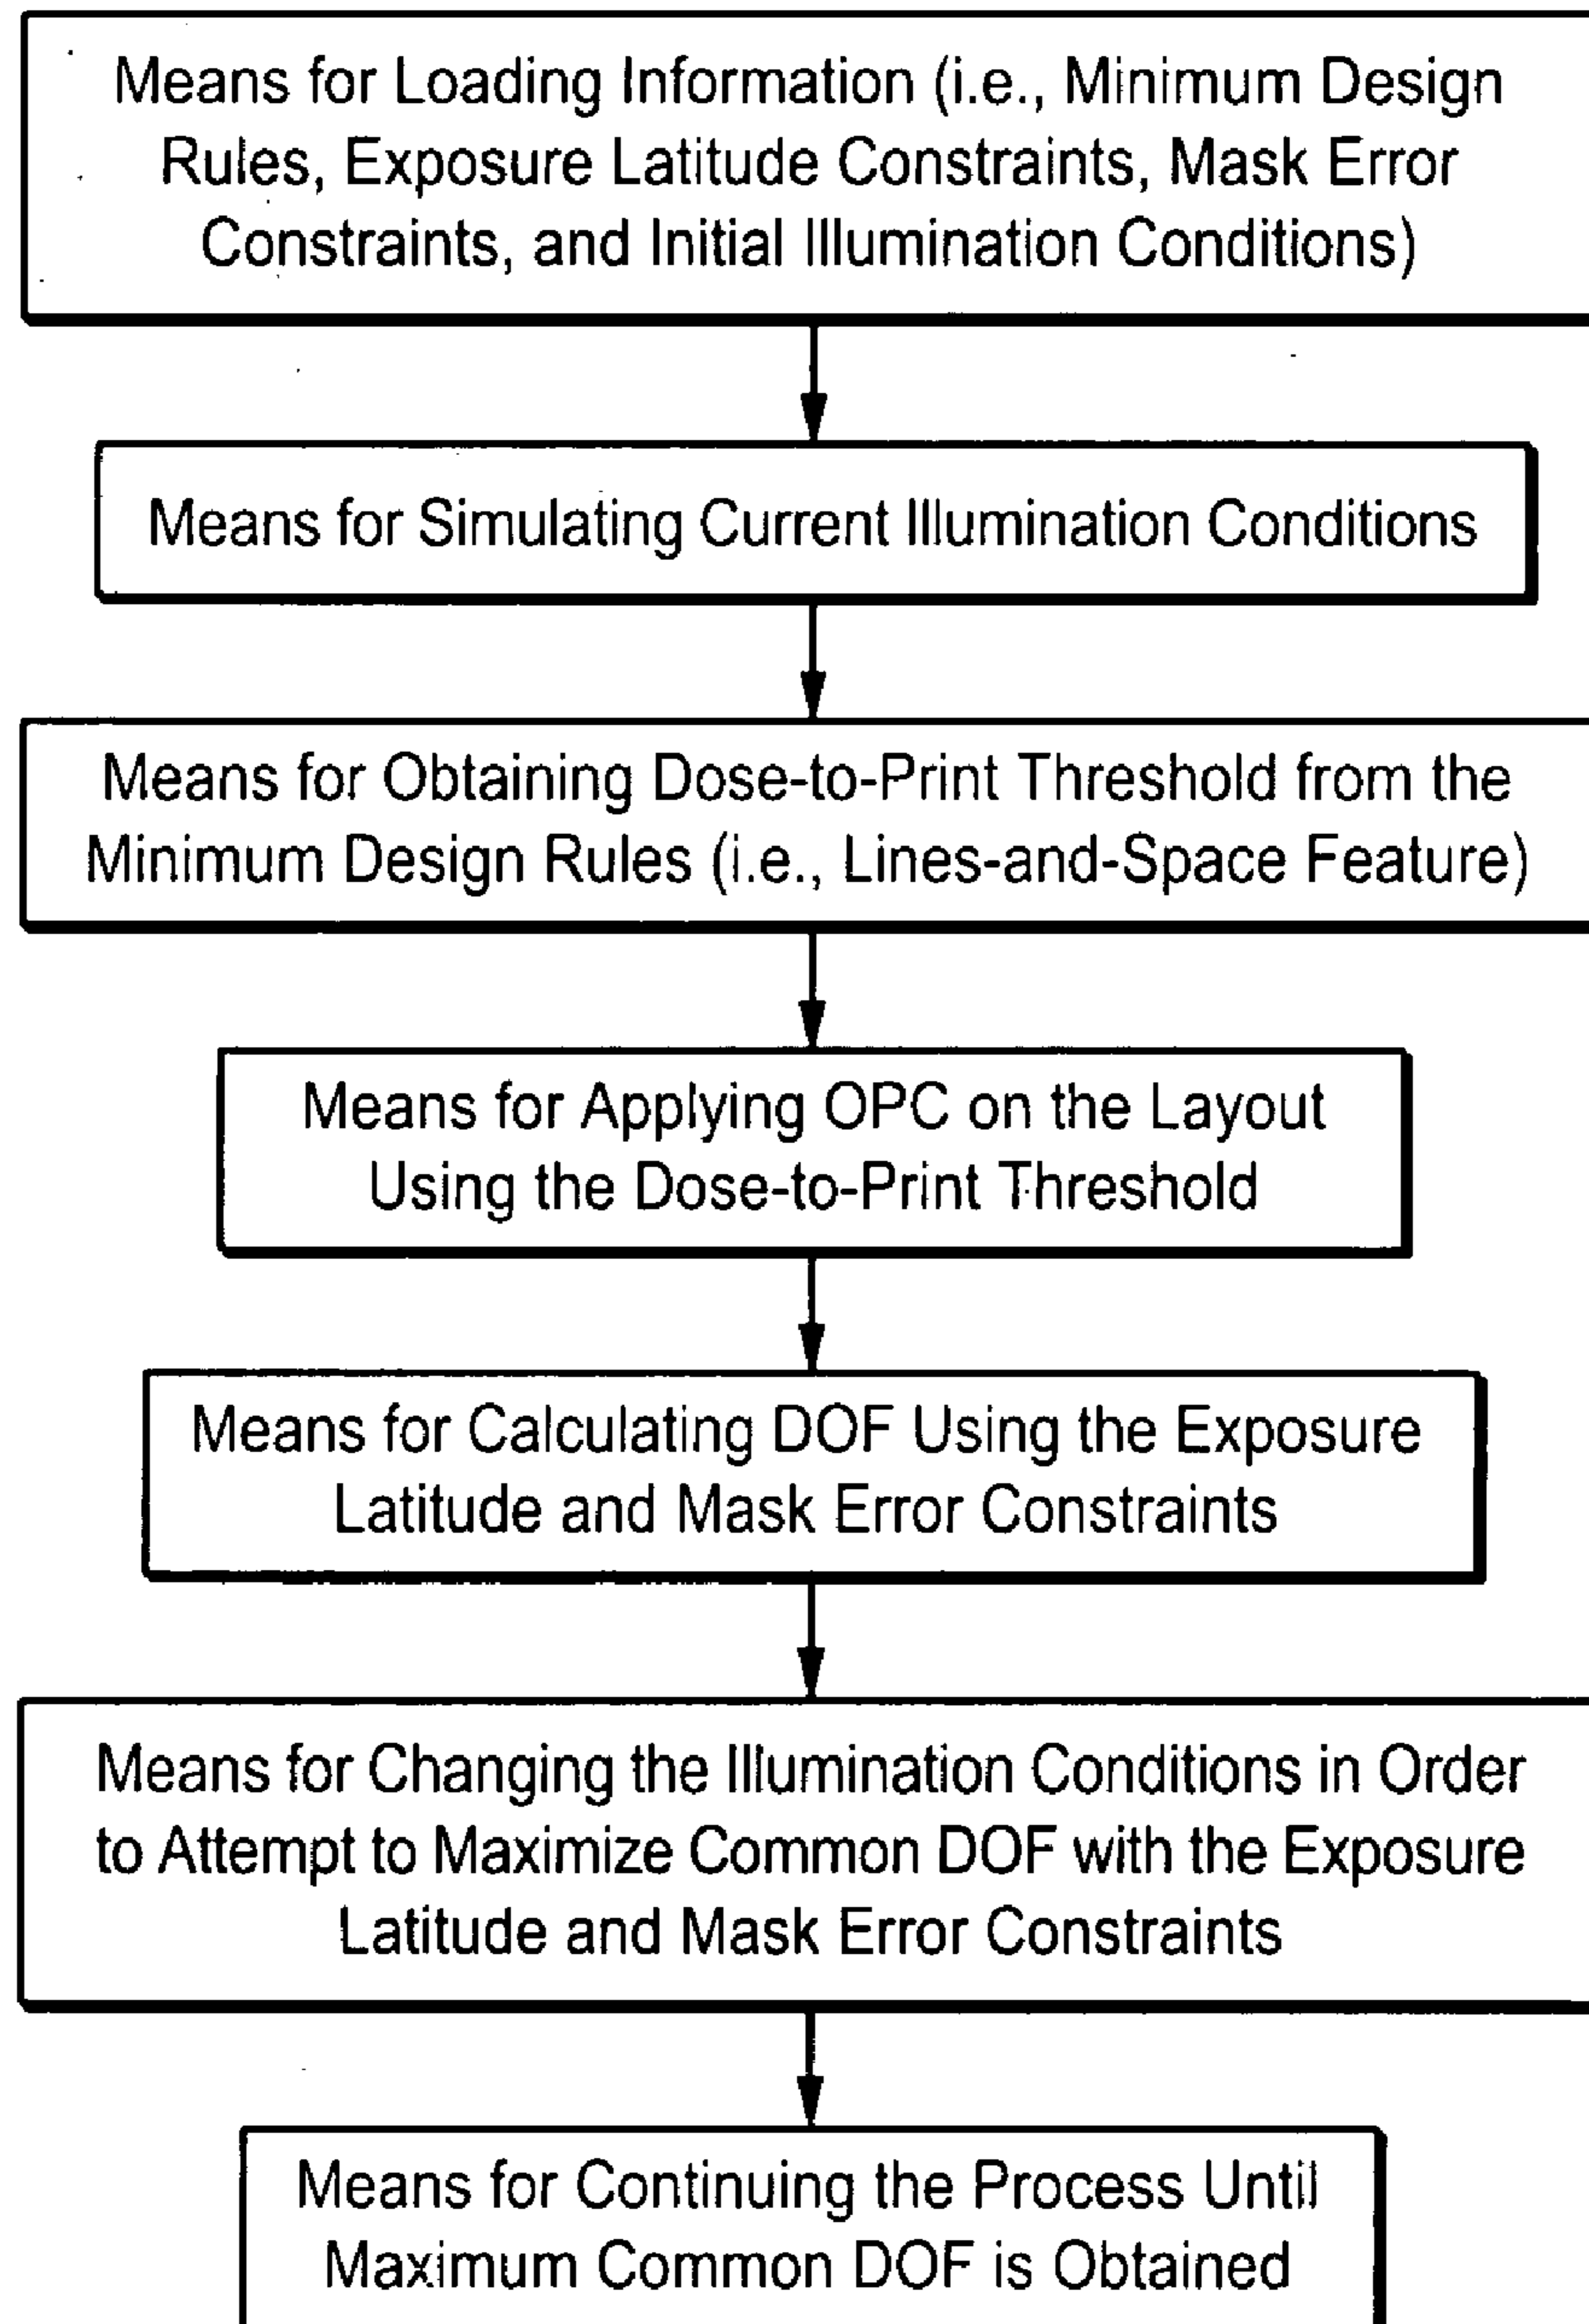 Means for Loading Information (i.e., Minimum Design
Rules, Exposure Latitude Constraints, Mask Error
Constraints, and Initial Illumination Conditions)
Means for Simulating Current Illumination Conditions
Means for Obtaining Dose-to-Print Threshold from the
Minimum Design Rules (i.e., Lines-and-Space Feature)
Means for Applying OPC on the Layout
Using the Dose-to-Print Threshold
Means for Calculating DOF Using the Exposure
Latitude and Mask Error Constraints
Means for Changing the Illumination Conditions in Order
to Attempt to Maximize Common DOF with the Exposure
Latitude and Mask Error Constraints
Means for Continuing the Process Until
Maximum Common DOF is Obtained